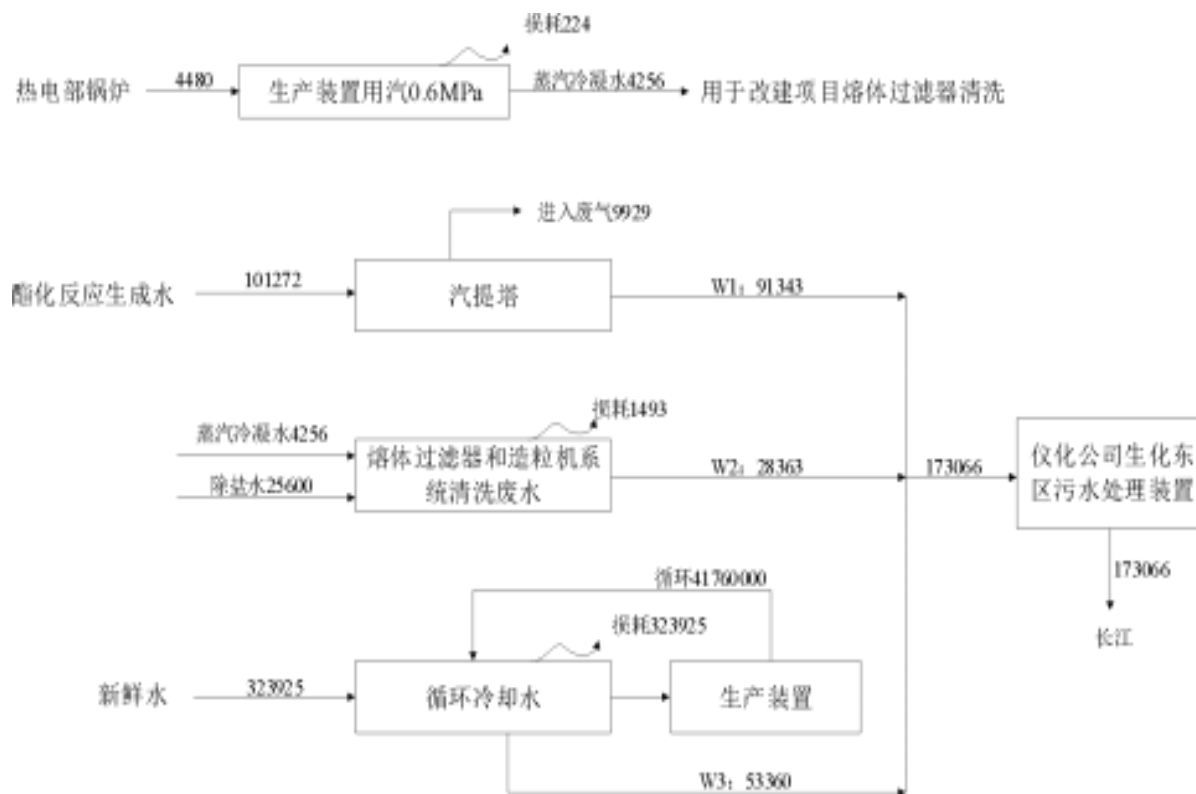 损耗224
热电部锅炉
4480
生产装置用汽0.6MPa
蒸汽冷凝水4256
用于改建项目熔体过滤器清洗
进入废气9929
酯化反应生成水
101272
汽提塔
W1：91343
损耗1493
蒸汽冷凝水4256
除盐水25600
熔体过滤器和造粒机系
统清洗废水
W2：28363
173066
仪化公司生化东
区污水处理装置
173066
长江
循环41760000
损耗323925
新鲜水
323925
循环冷却水
生产装置
W3：53360